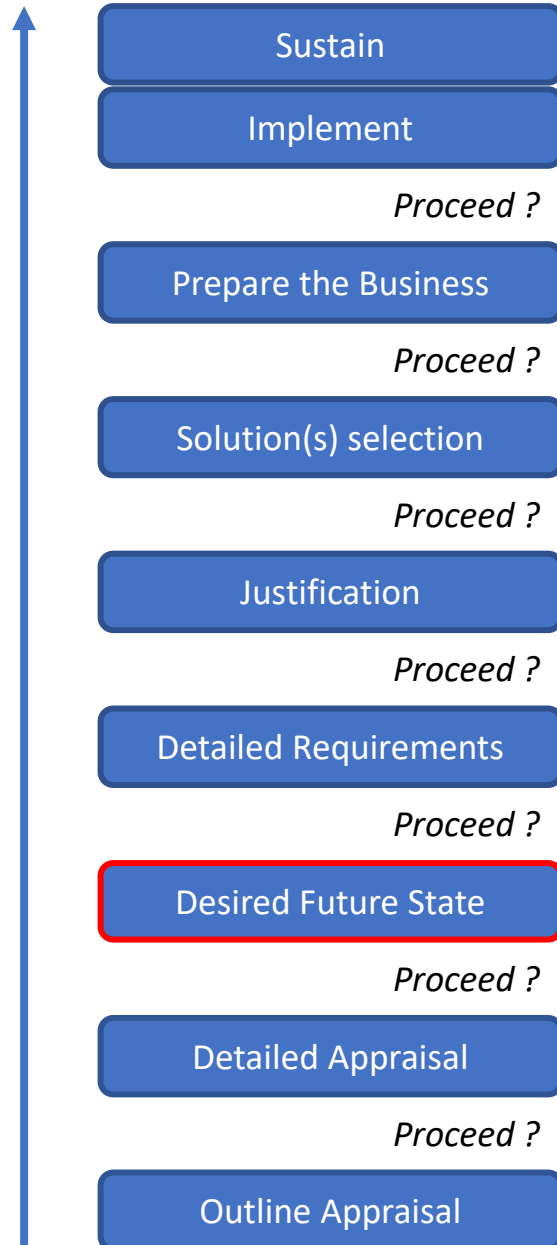 Sustain
Implement
Proceed ?
Prepare the Business
Proceed ?
Solution(s) selection
Proceed ?
Justification
Proceed ?
Detailed Requirements
Proceed ?
Desired Future State
Proceed ?
Detailed Appraisal
Proceed ?
Outline Appraisal